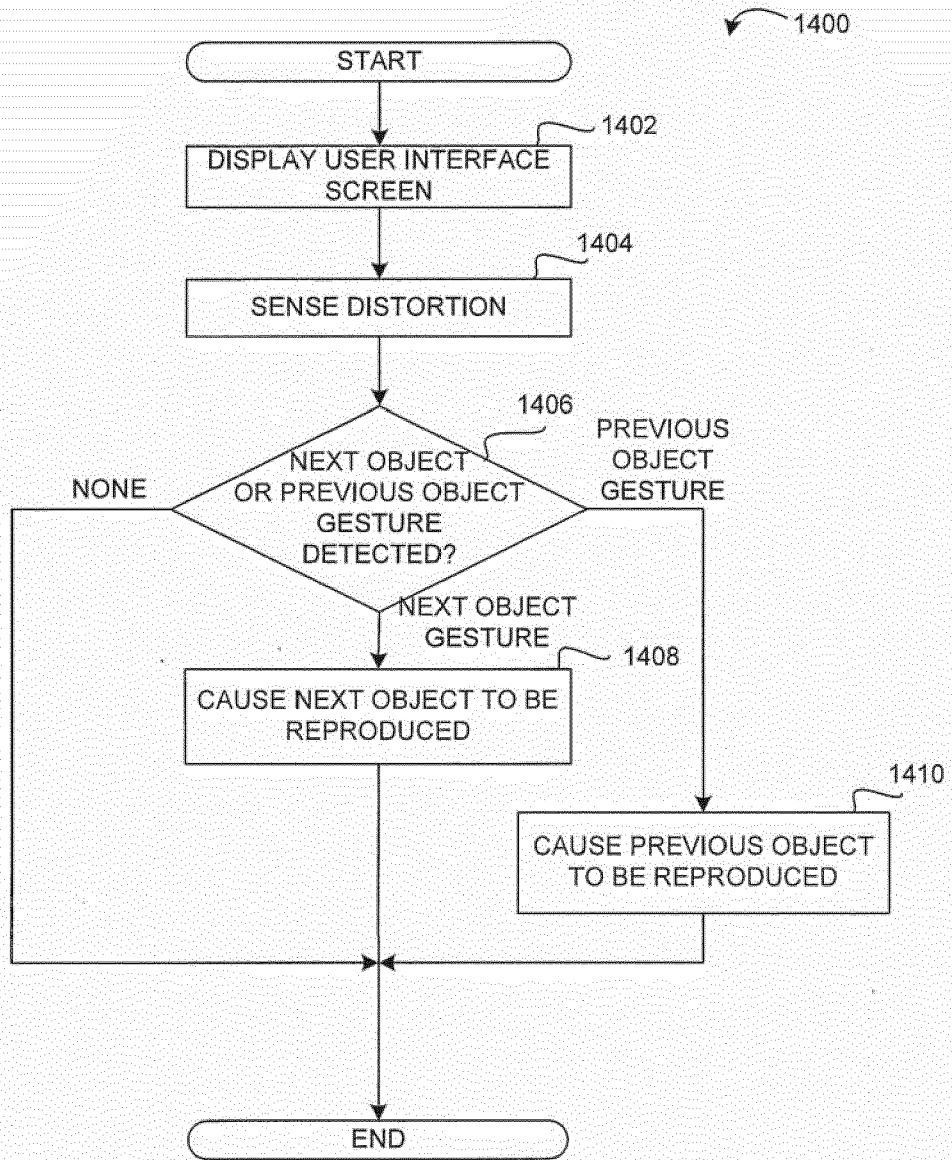 1400
START
1402
DISPLAY USER INTERFACE
SCREEN
1404
SENSE DISTORTION
1406
NEXT OBJECT
OR PREVIOUS OBJECT
GESTURE
DETECTED?
NONE
PREVIOUS
OBJECT
GESTURE
NEXT OBJECT
GESTURE
1408
CAUSE NEXT OBJECT TO BE
REPRODUCED
1410
CAUSE PREVIOUS OBJECT
TO BE REPRODUCED
END